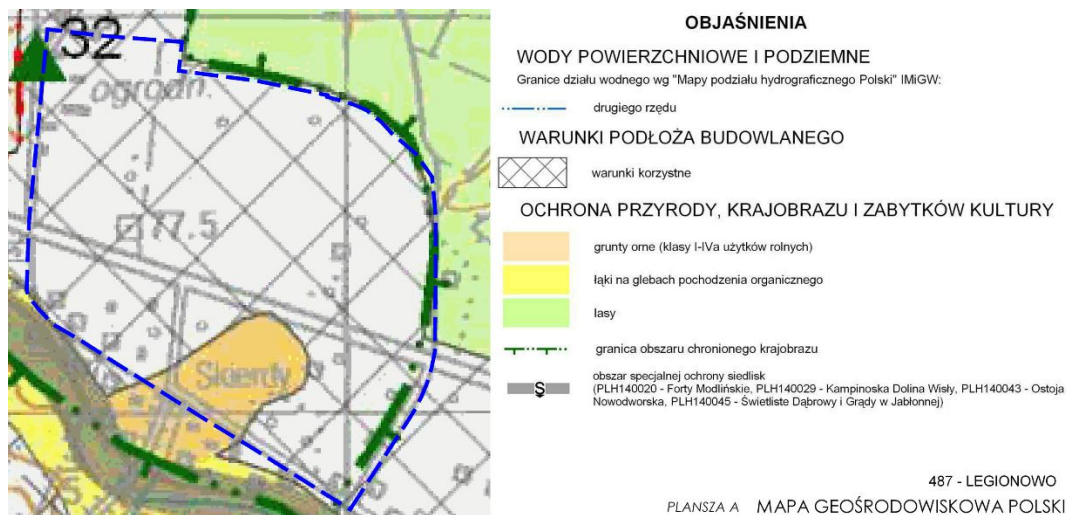 32
ogrodn.
77.5
Skierdy
OBJAŚNIENIA
WODY POWIERZCHNIOWE I PODZIEMNE
Granice działu wodnego wg "Mapy podziału hydrograficznego Polski" IMiGW:
drugiego rzędu
WARUNKI PODŁOŻA BUDOWLANEGO
warunki korzystne
OCHRONA PRZYRODY, KRAJOBRAZU I ZABYTKÓW KULTURY
grunty orne (klasy I-IVa użytków rolnych)
łąki na glebach pochodzenia organicznego
lasy
granica obszaru chronionego krajobrazu
obszar specjalnej ochrony siedlisk
S (PLH140020 - Forty Modlińskie, PLH140029 - Kampinoska Dolina Wisły, PLH140043 - Ostoja
Nowodworska, PLH140045 - Świetliste Dąbrowy i Grądy w Jabłonnej)
487 - LEGIONOWO
PLANSZA A MAPA GEOŚRODOWISKOWA POLSKI